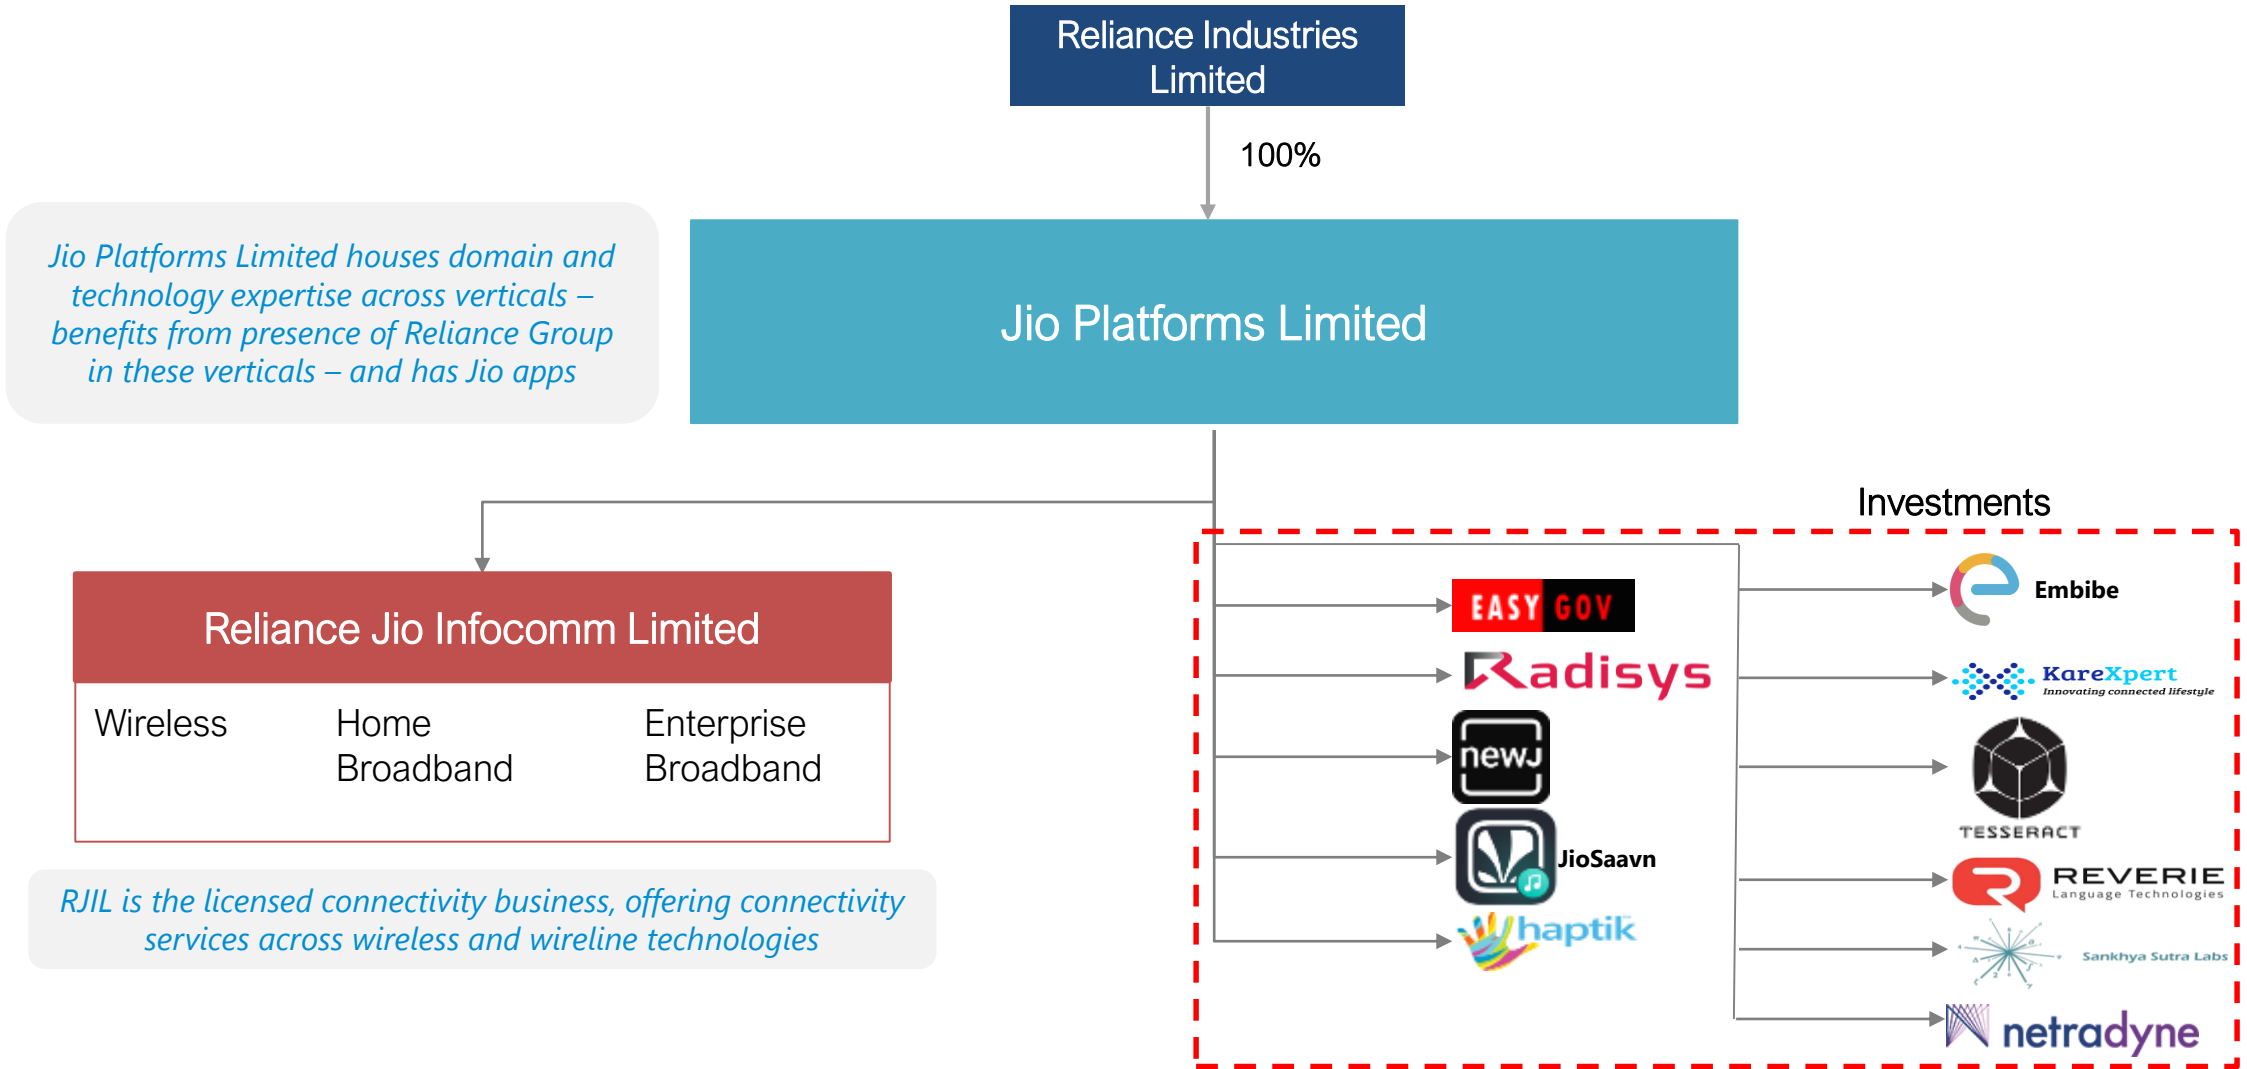 Reliance Industries
Limited
100%
Jio Platforms Limited houses domain and
technology expertise across verticals –
benefits from presence of Reliance Group
in these verticals – and has Jio apps
Jio Platforms Limited
Investments
Reliance Jio Infocomm Limited
Wireless
Home
Broadband
Enterprise
Broadband
RJIL is the licensed connectivity business, offering connectivity
services across wireless and wireline technologies
EASY GOV
Radisys
newJ
JioSaavn
haptik
Embibe
KareXpert
Innovating connected lifestyle
TESSERACT
REVERIE
Language Technologies
Sankhya Sutra Labs
netradyne